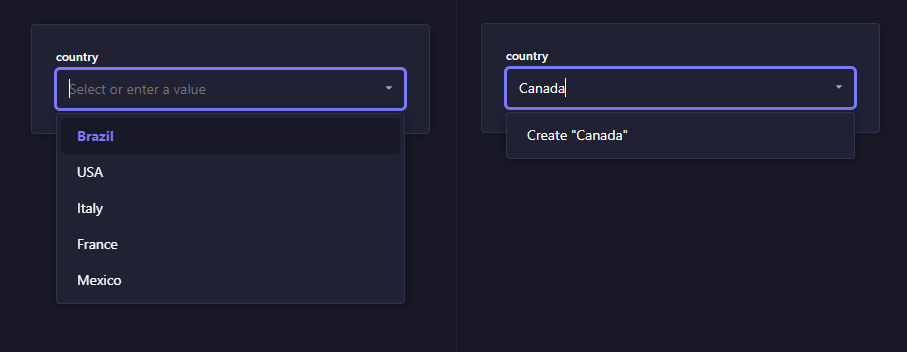 country
Select or enter a value
Brazil
USA
Italy
France
Mexico
country
Canada
Create "Canada"